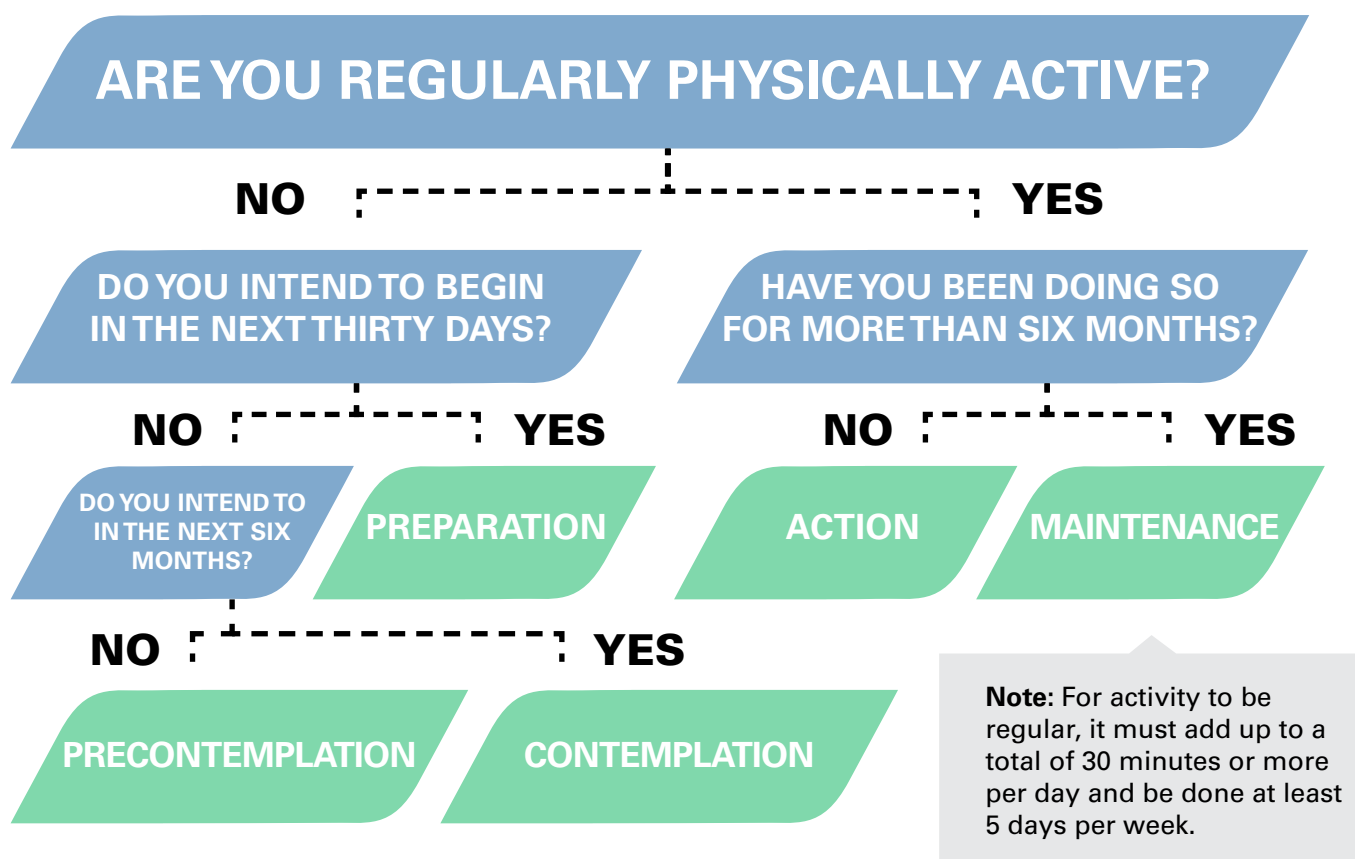 ARE YOU REGULARLY PHYSICALLY ACTIVE?
NO
YES
DO YOU INTEND TO BEGIN
IN THE NEXT THIRTY DAYS?
HAVE YOU BEEN DOING SO
FOR MORE THAN SIX MONTHS?
NO
YES
NO
YES
DO YOU INTEND TO
IN THE NEXT SIX
MONTHS?
PREPARATION
ACTION
MAINTENANCE
NO
YES
PRECONTEMPLATION
CONTEMPLATION
Note: For activity to be
regular, it must add up to a
total of 30 minutes or more
per day and be done at least
5 days per week.